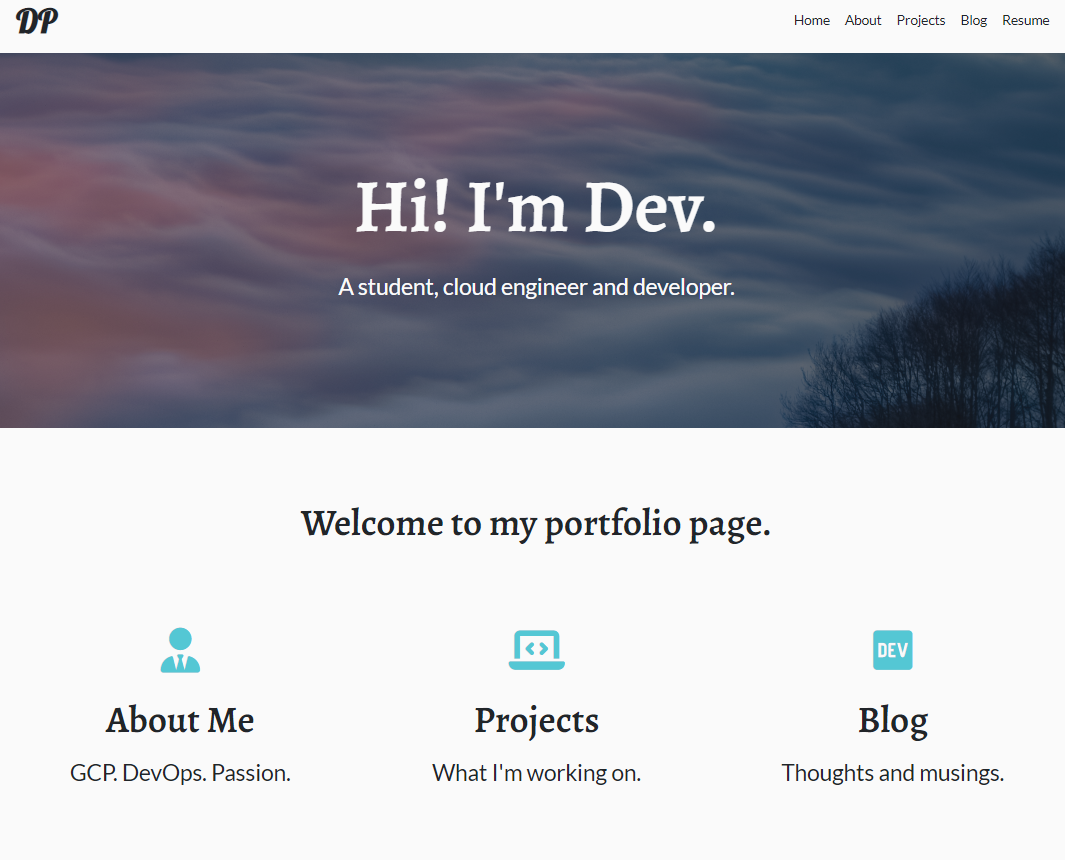 DP
Home About Projects Blog Resume
Hi! I'm Dev.
A student, cloud engineer and developer.
Welcome to my portfolio page.
DEV
About Me Projects Blog
GCP. DevOps. Passion. What I'm working on. Thoughts and musings.